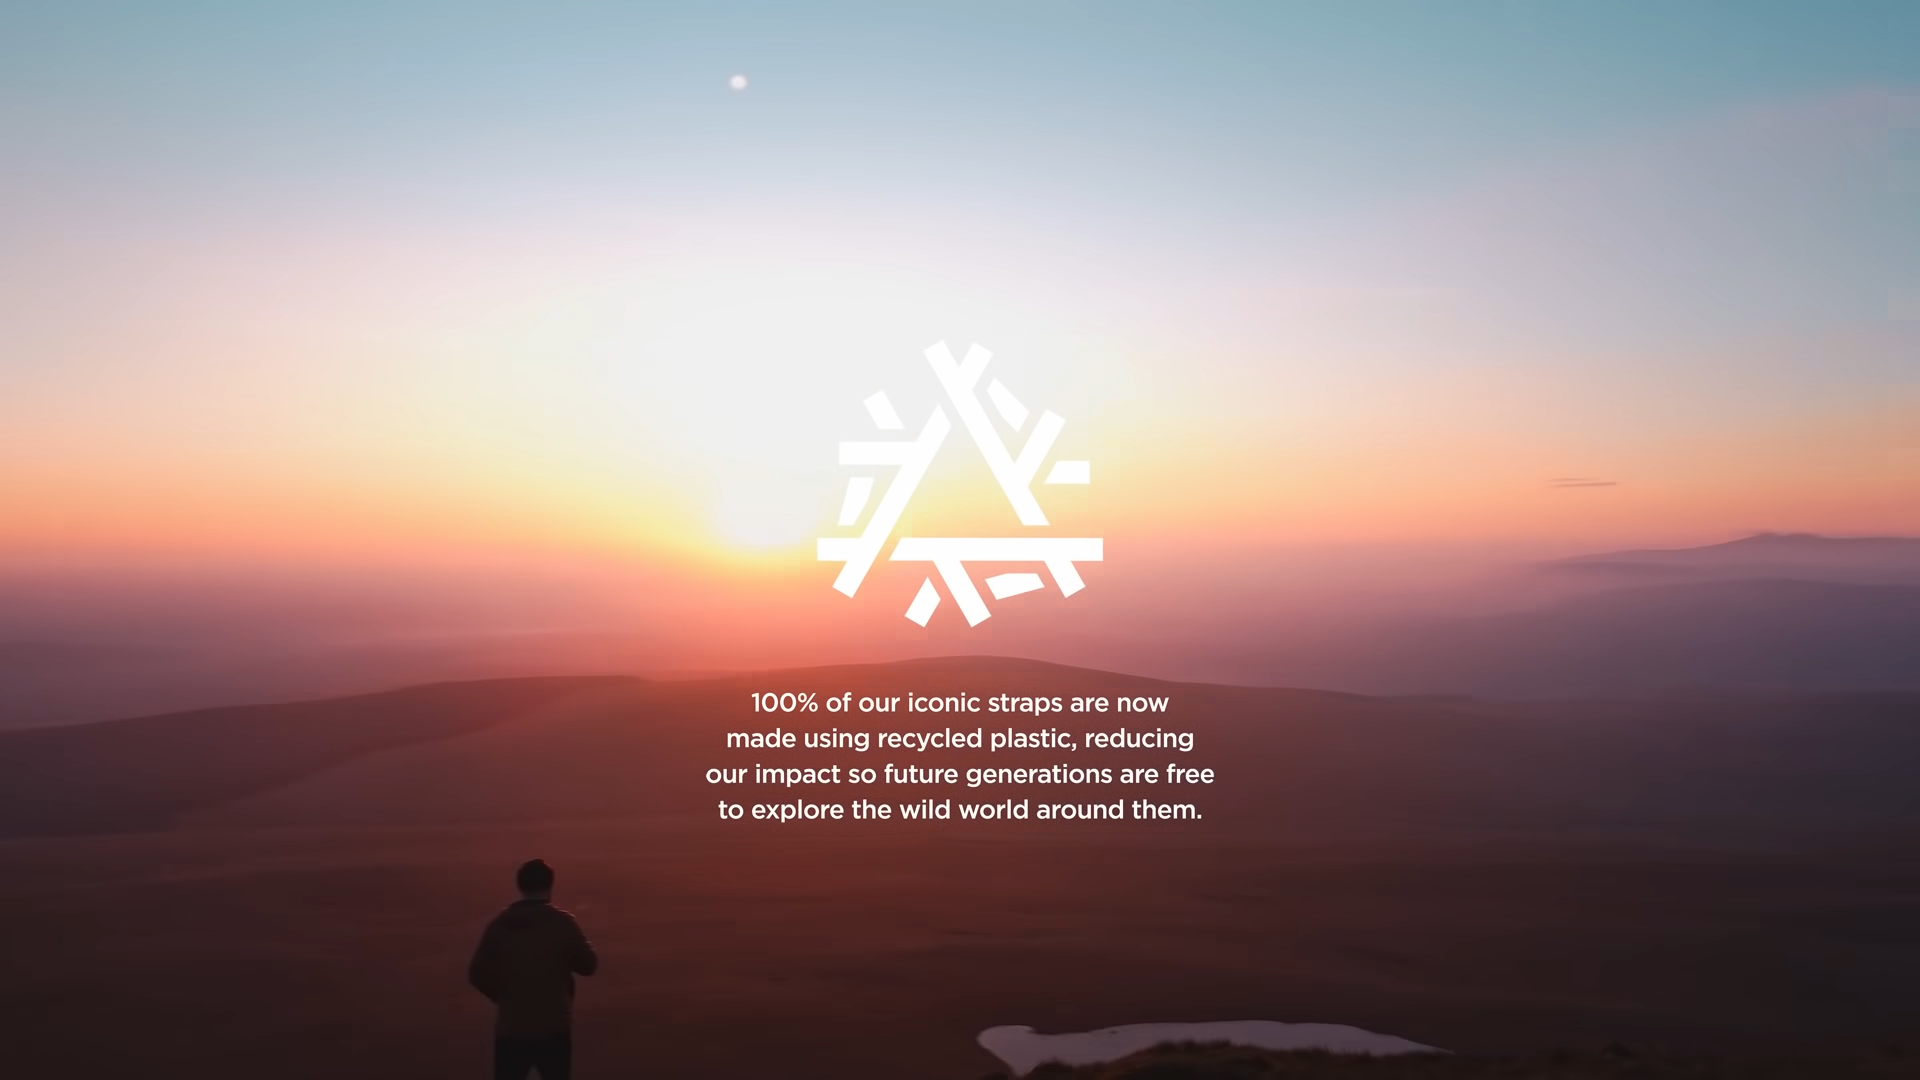 100% of our iconic straps are now
made using recycled plastic, reducing
our impact so future generations are free
to explore the wild world around them.